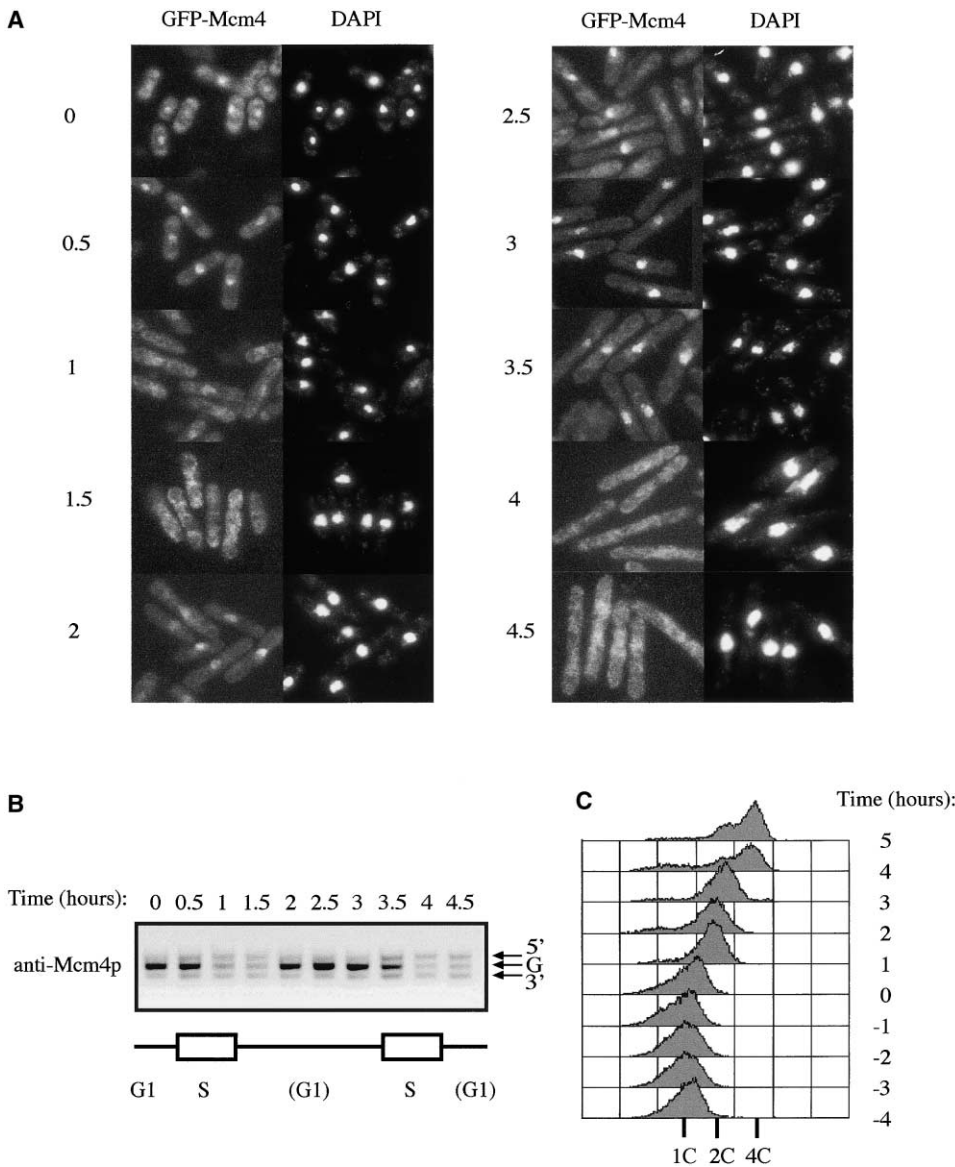 A
GFP-Mcm4 DAPI
GFP-Mcm4 DAPI
0
0.5
1
1.5
2
2.5
3
3.5
4
4.5
B
Time (hours): 0 0.5 1 1.5 2 2.5 3 3.5 4 4.5
anti-Mcm4p
5'
G
3'
G1 S (G1) S (G1)
C
Time (hours):
5
4
3
2
1
0
-1
-2
-3
-4
1C 2C 4C